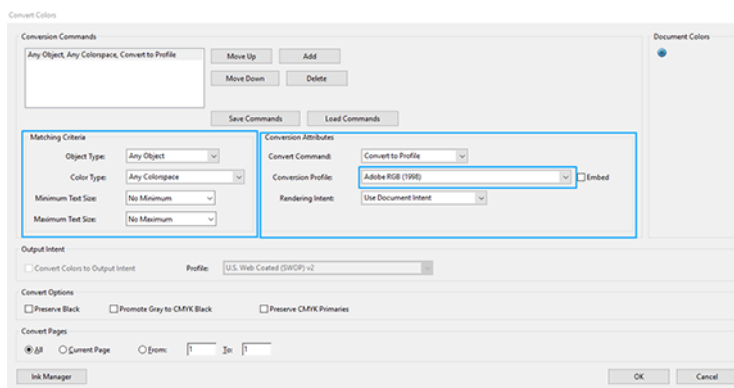 Convert Colors
Conversion Commands
Any Object, Any Colorspace, Convert to Profile
Move Up Add
Move Down Delete
Save Commands Load Commands
Document Colors
Matching Criteria
Object Type: Any Object
Color Type: Any Colorspace
Minimum Text Size: No Minimum
Maximum Text Size: No Maximum
Conversion Attributes
Convert Command: Convert to Profile
Conversion Profile: Adobe RGB (1998) Embed
Rendering Intent: Use Document Intent
Output Intent
Convert Colors to Output Intent Profile: U.S. Web Coated (SWOP) v2
Convert Options
Preserve Black Promote Gray to CMYK Black Preserve CMYK Primaries
Convert Pages
All Current Page From: 1 To: 1
Ink Manager OK Cancel